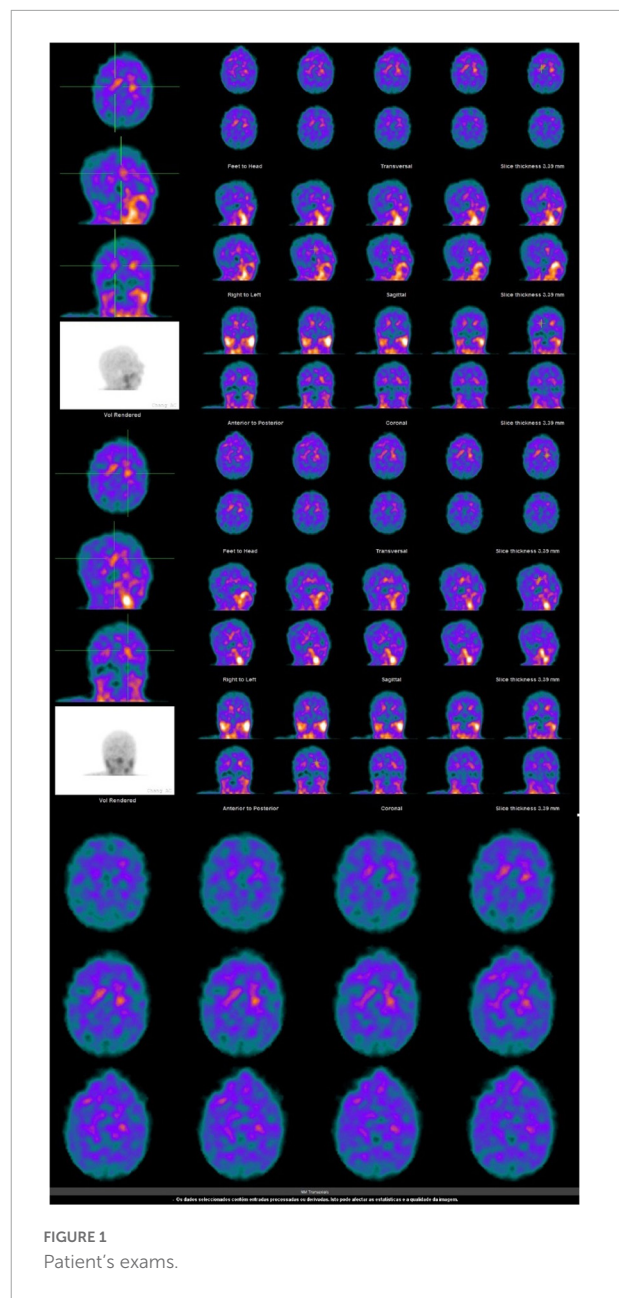 Feet to Head Transversal Slice thickness 3.39 mm
Right to Left Sagittal Slice thickness 3.39 mm
Chang 3D
Vol Rendered
Anterior to Posterior Coronal Slice thickness 3.39 mm
Feet to Head Transversal Slice thickness 3.39 mm
Right to Left Sagittal Slice thickness 3.39 mm
Vol Rendered
Anterior to Posterior Coronal Slice thickness 3.39 mm
NM Transaxiais
Os dados seleccionados contêm entradas processadas ou derivadas. Isto pode afectar as estatísticas e a qualidade da imagem.
FIGURE 1
Patient's exams.